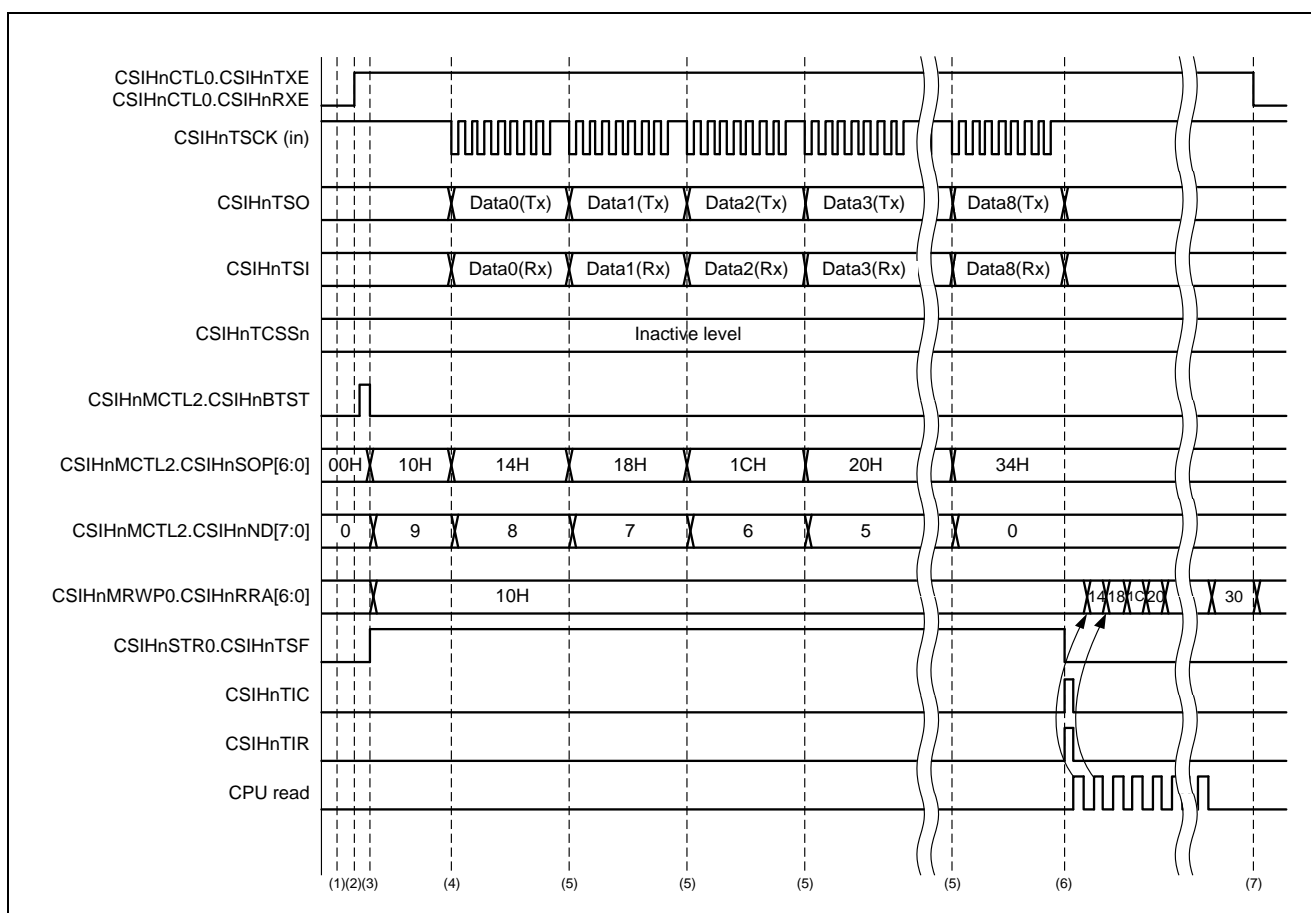 CSIHnCTL0.CSIHnTXE
CSIHnCTL0.CSIHnRXE
CSIHnTSCK (in)
CSIHnTSO Data0(Tx) Data1(Tx) Data2(Tx) Data3(Tx) Data8(Tx)
CSIHnTSI Data0(Rx) Data1(Rx) Data2(Rx) Data3(Rx) Data8(Rx)
CSIHnTCSSn Inactive level
CSIHnMCTL2.CSIHnBTST
CSIHnMCTL2.CSIHnSOP[6:0] 00H 10H 14H 18H 1CH 20H 34H
CSIHnMCTL2.CSIHnND[7:0] 0 9 8 7 6 5 0
CSIHnMRWP0.CSIHnRRA[6:0] 10H 14 18 1C 20 30
CSIHnSTR0.CSIHnTSF
CSIHnTIC
CSIHnTIR
CPU read
(1) (2) (3) (4) (5) (5) (5) (5) (6) (7)